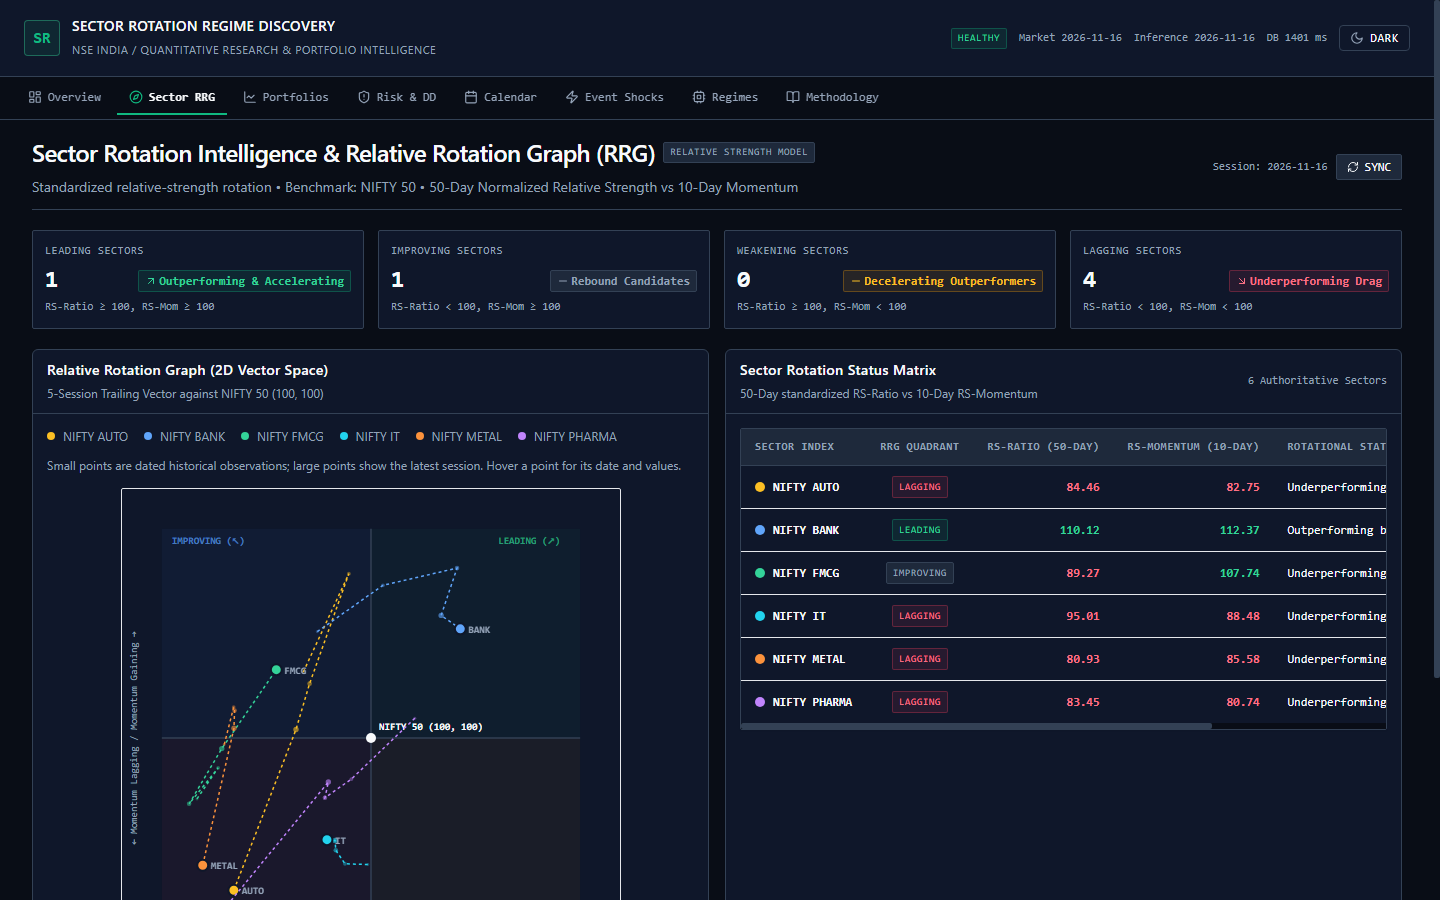 SR
SECTOR ROTATION REGIME DISCOVERY
NSE INDIA / QUANTITATIVE RESEARCH & PORTFOLIO INTELLIGENCE
HEALTHY
Market 2026-11-16
Inference 2026-11-16
DB 1401 ms
DARK
Overview
Sector RRG
Portfolios
Risk & DD
Calendar
Event Shocks
Regimes
Methodology
Sector Rotation Intelligence & Relative Rotation Graph (RRG)
RELATIVE STRENGTH MODEL
Standardized relative-strength rotation • Benchmark: NIFTY 50 • 50-Day Normalized Relative Strength vs 10-Day Momentum
Session: 2026-11-16
SYNC
LEADING SECTORS
1
↗ Outperforming & Accelerating
RS-Ratio ≥ 100, RS-Mom ≥ 100
IMPROVING SECTORS
1
— Rebound Candidates
RS-Ratio < 100, RS-Mom ≥ 100
WEAKENING SECTORS
0
— Decelerating Outperformers
RS-Ratio ≥ 100, RS-Mom < 100
LAGGING SECTORS
4
↘ Underperforming Drag
RS-Ratio < 100, RS-Mom < 100
Relative Rotation Graph (2D Vector Space)
5-Session Trailing Vector against NIFTY 50 (100, 100)
NIFTY AUTO
NIFTY BANK
NIFTY FMCG
NIFTY IT
NIFTY METAL
NIFTY PHARMA
Small points are dated historical observations; large points show the latest session. Hover a point for its date and values.
IMPROVING (↖)
LEADING (↗)
BANK
FMCG
NIFTY 50 (100, 100)
IT
METAL
AUTO
← Momentum Lagging / Momentum Gaining →
Sector Rotation Status Matrix
50-Day standardized RS-Ratio vs 10-Day RS-Momentum
6 Authoritative Sectors
SECTOR INDEX RRG QUADRANT RS-RATIO (50-DAY) RS-MOMENTUM (10-DAY) ROTATIONAL STAT
NIFTY AUTO LAGGING 84.46 82.75 Underperforming
NIFTY BANK LEADING 110.12 112.37 Outperforming b
NIFTY FMCG IMPROVING 89.27 107.74 Underperforming
NIFTY IT LAGGING 95.01 88.48 Underperforming
NIFTY METAL LAGGING 80.93 85.58 Underperforming
NIFTY PHARMA LAGGING 83.45 80.74 Underperforming